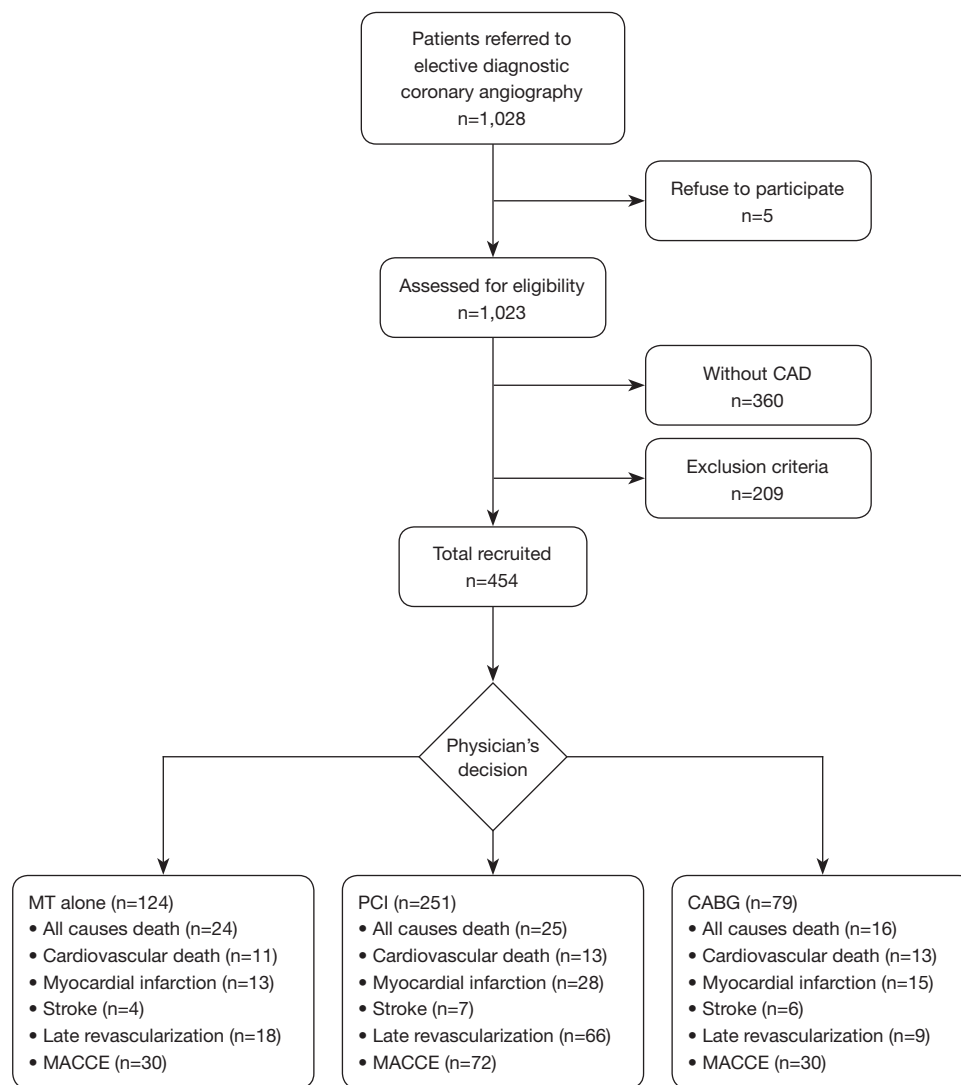 Patients referred to
elective diagnostic
coronary angiography
n=1,028
Refuse to participate
n=5
Assessed for eligibility
n=1,023
Without CAD
n=360
Exclusion criteria
n=209
Total recruited
n=454
Physician's
decision
MT alone (n=124)
• All causes death (n=24)
• Cardiovascular death (n=11)
• Myocardial infarction (n=13)
• Stroke (n=4)
• Late revascularization (n=18)
• MACCE (n=30)
PCI (n=251)
• All causes death (n=25)
• Cardiovascular death (n=13)
• Myocardial infarction (n=28)
• Stroke (n=7)
• Late revascularization (n=66)
• MACCE (n=72)
CABG (n=79)
• All causes death (n=16)
• Cardiovascular death (n=13)
• Myocardial infarction (n=15)
• Stroke (n=6)
• Late revascularization (n=9)
• MACCE (n=30)